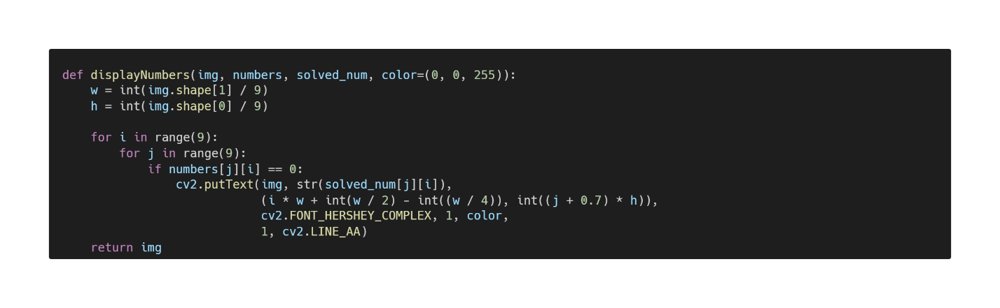 def displayNumbers(img, numbers, solved_num, color=(0, 0, 255)):
    w = int(img.shape[1] / 9)
    h = int(img.shape[0] / 9)

    for i in range(9):
        for j in range(9):
            if numbers[j][i] == 0:
                cv2.putText(img, str(solved_num[j][i]),
                            (i * w + int(w / 2) - int((w / 4)), int((j + 0.7) * h)),
                            cv2.FONT_HERSHEY_COMPLEX, 1, color,
                            1, cv2.LINE_AA)
    return img